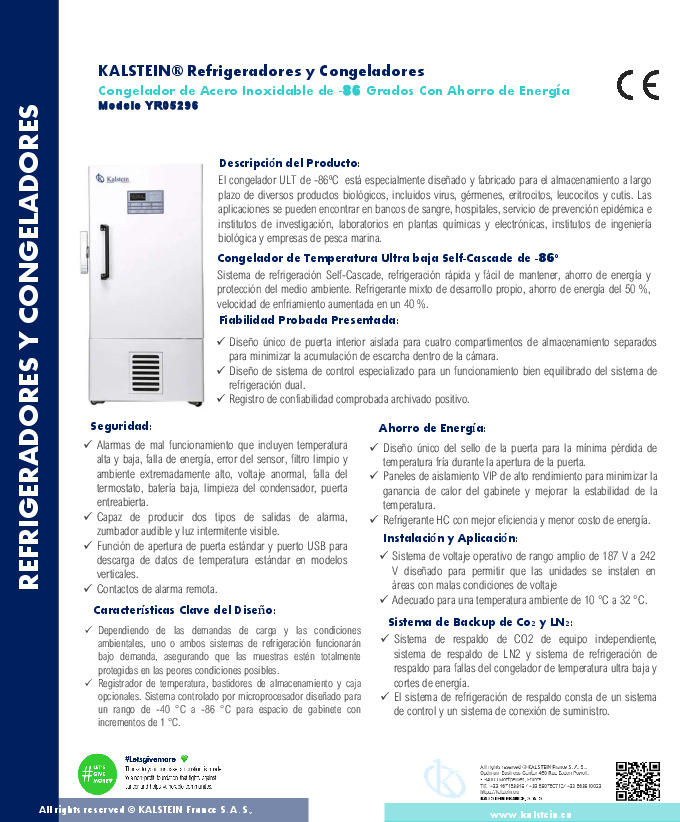 REFRIGERADORES Y CONGELADORES
KALSTEIN® Refrigeradores y Congeladores
Congelador de Acero Inoxidable de -86 Grados Con Ahorro de Energía
Modelo YR05296
CE
Kalstein
Descripción del Producto:
El congelador ULT de -86ºC está especialmente diseñado y fabricado para el almacenamiento a largo
plazo de diversos productos biológicos, incluidos virus, gérmenes, eritrocitos, leucocitos y cutis. Las
aplicaciones se pueden encontrar en bancos de sangre, hospitales, servicio de prevención epidémica e
institutos de investigación, laboratorios en plantas químicas y electrónicas, institutos de ingeniería
biológica y empresas de pesca marina.
Congelador de Temperatura Ultra baja Self-Cascade de -86°
Sistema de refrigeración Self-Cascade, refrigeración rápida y fácil de mantener, ahorro de energía y
protección del medio ambiente. Refrigerante mixto de desarrollo propio, ahorro de energía del 50 %,
velocidad de enfriamiento aumentada en un 40 %.
Fiabilidad Probada Presentada:
✓ Diseño único de puerta interior aislada para cuatro compartimentos de almacenamiento separados
para minimizar la acumulación de escarcha dentro de la cámara.
✓ Diseño de sistema de control especializado para un funcionamiento bien equilibrado del sistema de
refrigeración dual.
✓ Registro de confiabilidad comprobada archivado positivo.
Seguridad:
✓ Alarmas de mal funcionamiento que incluyen temperatura
alta y baja, falla de energía, error del sensor, filtro limpio y
ambiente extremadamente alto, voltaje anormal, falla del
termostato, batería baja, limpieza del condensador, puerta
entreabierta.
✓ Capaz de producir dos tipos de salidas de alarma,
zumbador audible y luz intermitente visible.
✓ Función de apertura de puerta estándar y puerto USB para
descarga de datos de temperatura estándar en modelos
verticales.
✓ Contactos de alarma remota.
Características Clave del Diseño:
✓ Dependiendo de las demandas de carga y las condiciones
ambientales, uno o ambos sistemas de refrigeración funcionarán
bajo demanda, asegurando que las muestras estén totalmente
protegidas en las peores condiciones posibles.
✓ Registrador de temperatura, bastidores de almacenamiento y caja
opcionales. Sistema controlado por microprocesador diseñado para
un rango de -40 °C a -86 °C para espacio de gabinete con
incrementos de 1 °C.
Ahorro de Energía:
✓ Diseño único del sello de la puerta para la mínima pérdida de
temperatura fría durante la apertura de la puerta.
✓ Paneles de aislamiento VIP de alto rendimiento para minimizar la
ganancia de calor del gabinete y mejorar la estabilidad de la
temperatura.
✓ Refrigerante HC con mejor eficiencia y menor costo de energía.
Instalación y Aplicación:
✓ Sistema de voltaje operativo de rango amplio de 187 V a 242
V diseñado para permitir que las unidades se instalen en
áreas con malas condiciones de voltaje
✓ Adecuado para una temperatura ambiente de 10 °C a 32 °C.
Sistema de Backup de Co₂ y LN₂:
✓ Sistema de respaldo de CO2 de equipo independiente,
sistema de respaldo de LN2 y sistema de refrigeración de
respaldo para fallas del congelador de temperatura ultra baja y
cortes de energía.
✓ El sistema de refrigeración de respaldo consta de un sistema
de control y un sistema de conexión de suministro.
# LET'S
GIVE
MORE!
#Letsgivemore
All rights reserved © KALSTEIN France S. A. S.,
KALSTEIN FRANCE, S. A. S
All rights reserved © KALSTEIN France S. A. S.,
www.kalstein.co